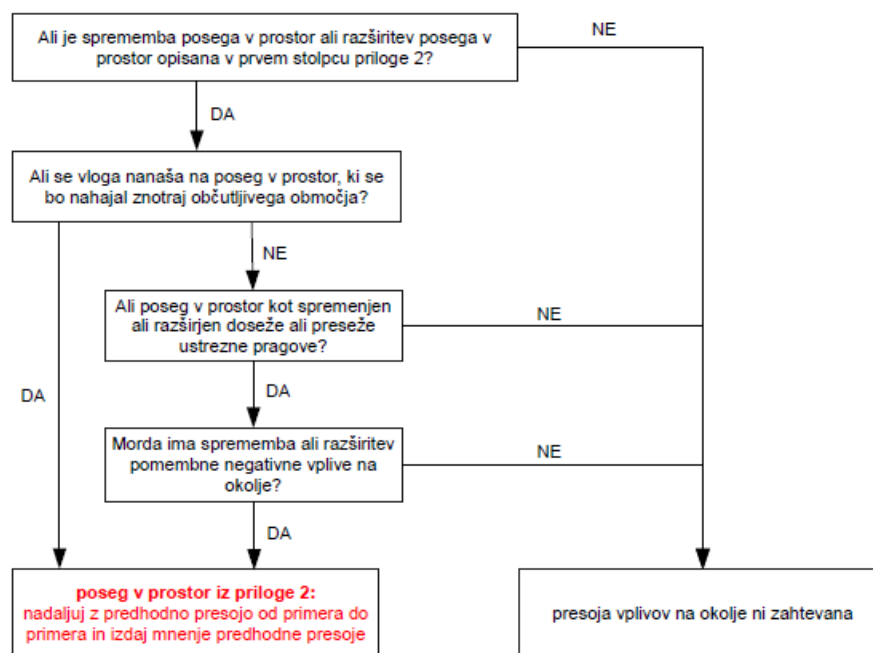 Ali je sprememba posega v prostor ali razširitev posega v
prostor opisana v prvem stolpcu priloge 2?
NE
DA
Ali se vloga nanaša na poseg v prostor, ki se
bo nahajal znotraj občutljivega območja?
NE
Ali poseg v prostor kot spremenjen
ali razširjen doseže ali preseže
ustrezne pragove?
NE
DA
DA
Morda ima sprememba ali razširitev
pomembne negativne vplive na
okolje?
NE
DA
poseg v prostor iz priloge 2:
nadaljuj z predhodno presojo od primera do
primera in izdaj mnenje predhodne presoje
presoja vplivov na okolje ni zahtevana